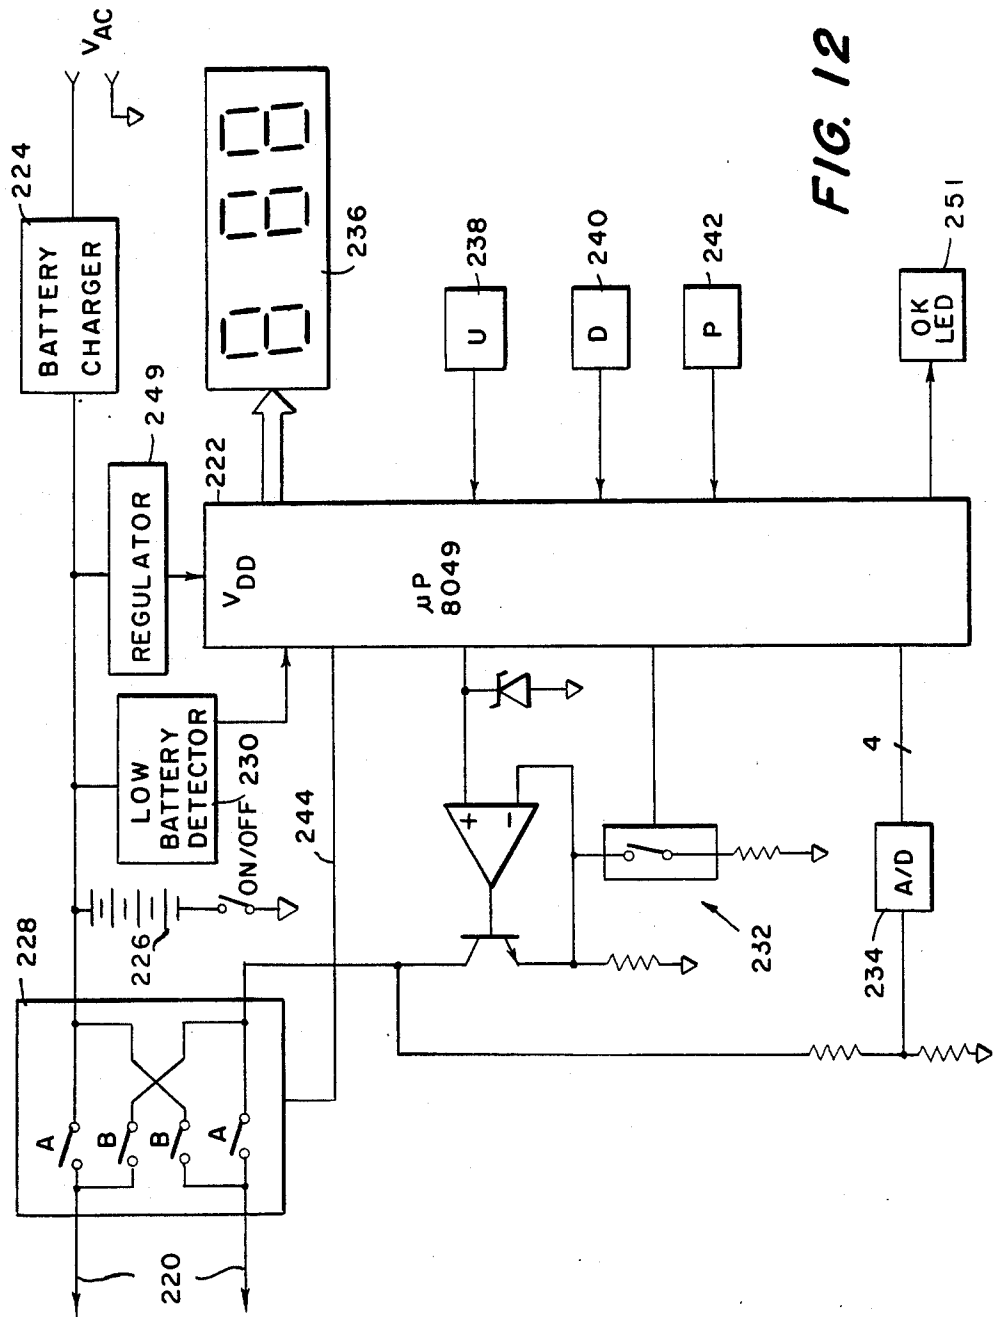 224
V AC
BATTERY
CHARGER
249
REGULATOR
236
222
VDD
μP
8049
LOW
BATTERY
DETECTOR
230
ON/OFF
226
228
244
A
B
B
A
220
+
−
232
U
238
D
240
P
242
4
A/D
234
OK
LED
251
FIG. 12